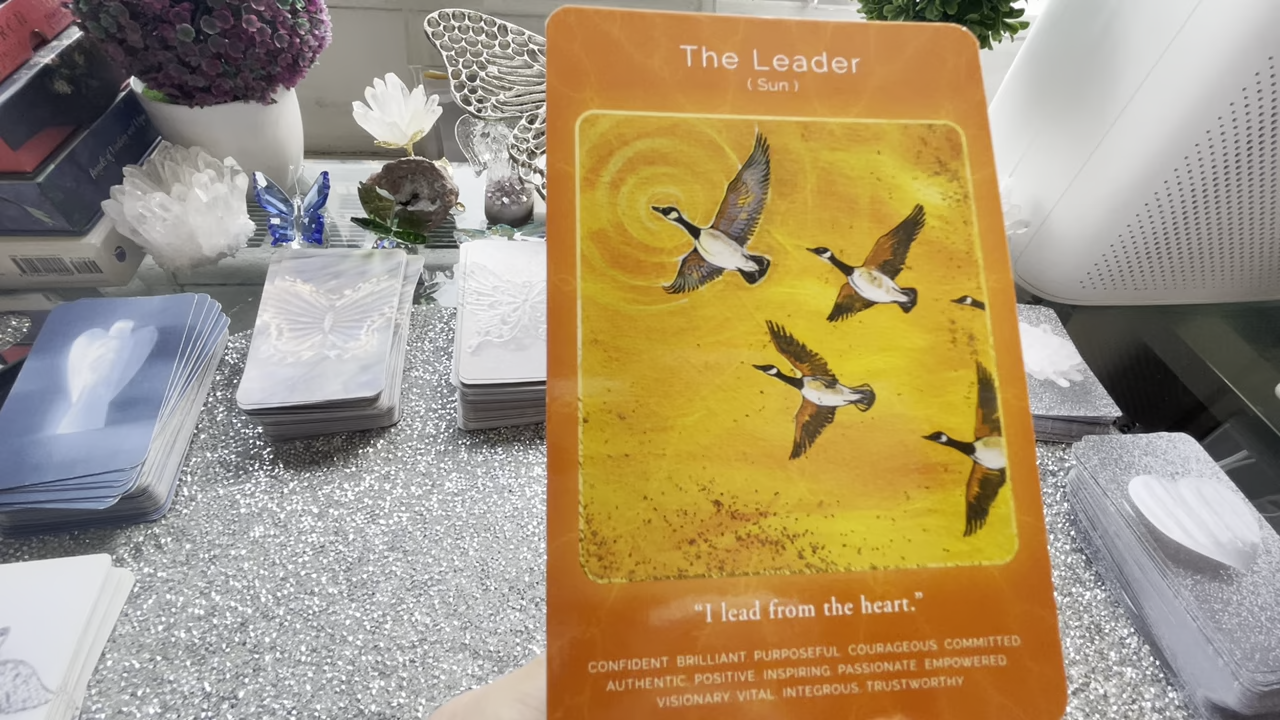 The Leader
( Sun )
"I lead from the heart."
CONFIDENT. BRILLIANT. PURPOSEFUL. COURAGEOUS. COMMITTED.
AUTHENTIC. POSITIVE. INSPIRING. PASSIONATE. EMPOWERED.
VISIONARY. VITAL. INTEGROUS. TRUSTWORTHY